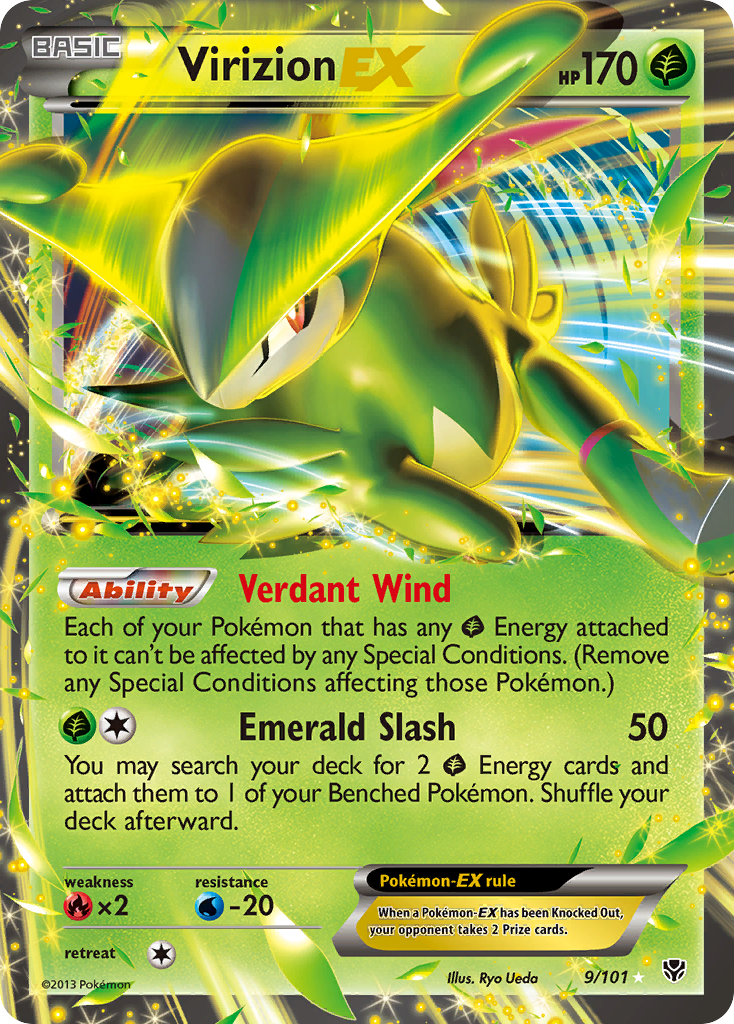 BASIC Virizion EX HP 170
Ability Verdant Wind
Each of your Pokémon that has any Energy attached
to it can't be affected by any Special Conditions. (Remove
any Special Conditions affecting those Pokémon.)
Emerald Slash 50
You may search your deck for 2 Energy cards and
attach them to 1 of your Benched Pokémon. Shuffle your
deck afterward.
weakness resistance
×2 -20
Pokémon-EX rule
When a Pokémon-EX has been Knocked Out,
your opponent takes 2 Prize cards.
retreat
©2013 Pokémon
Illus. Ryo Ueda 9/101